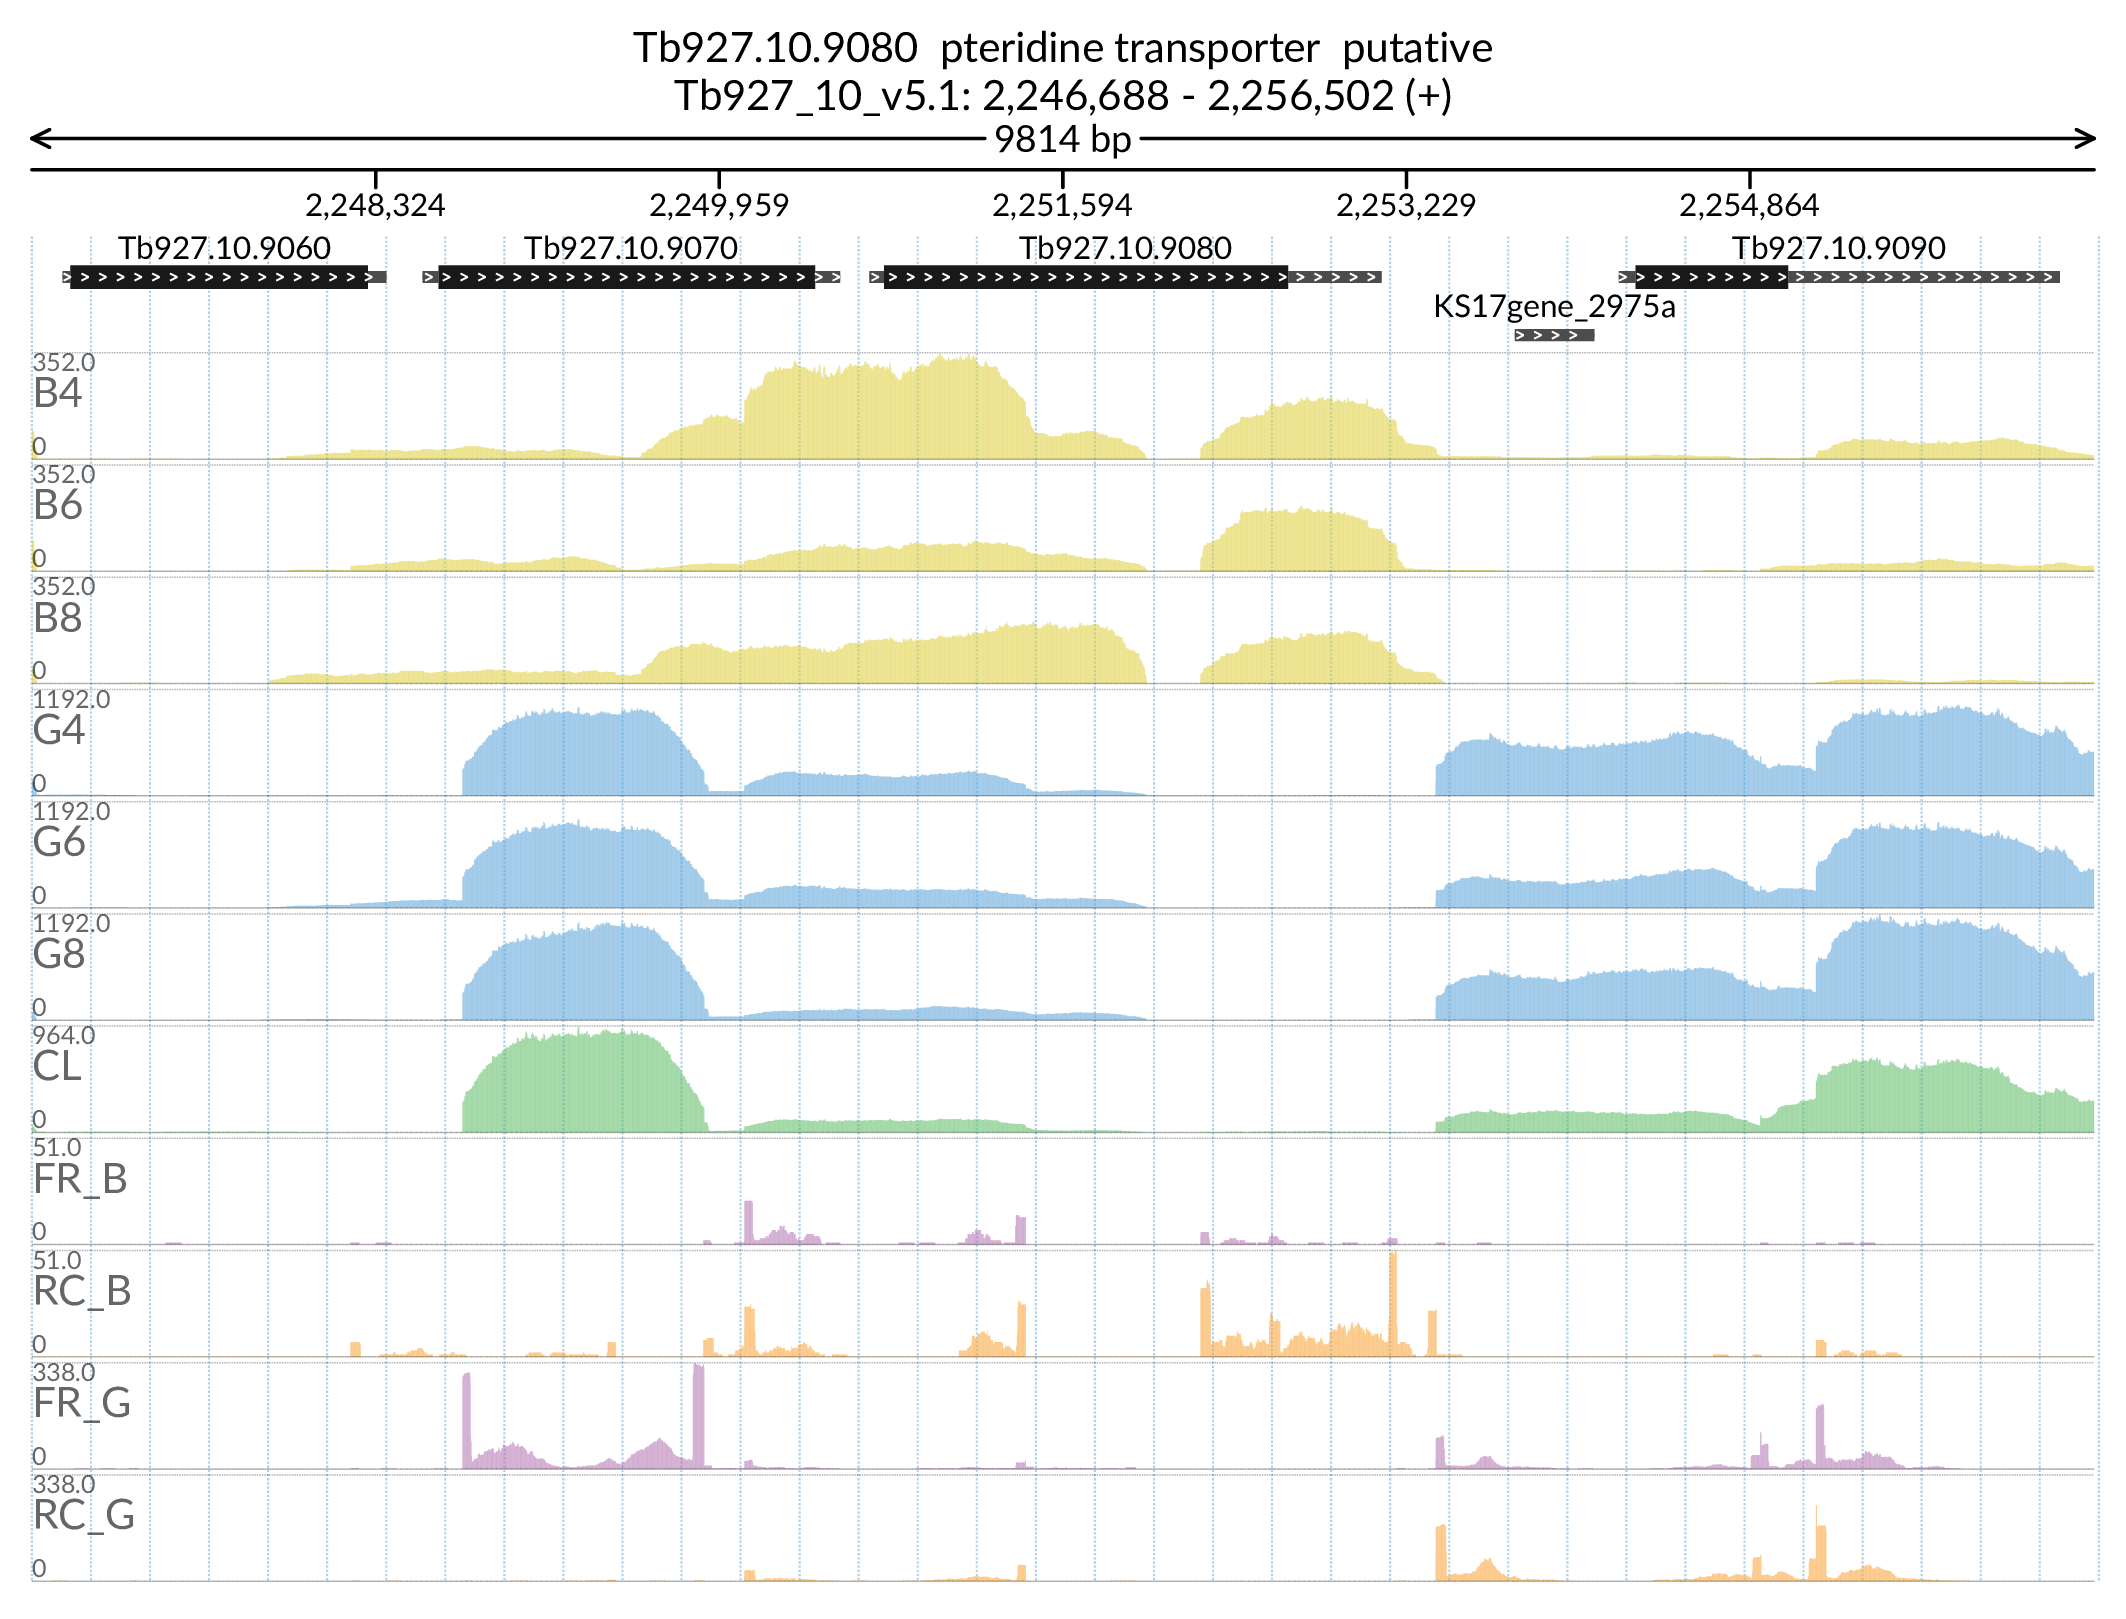 Tb927.10.9080  pteridine transporter  putative
Tb927_10_v5.1: 2,246,688 - 2,256,502 (+)
9814 bp
2,248,324 2,249,959 2,251,594 2,253,229 2,254,864
Tb927.10.9060 Tb927.10.9070 Tb927.10.9080 Tb927.10.9090
KS17gene_2975a
352.0
B4
0
352.0
B6
0
352.0
B8
0
1192.0
G4
0
1192.0
G6
0
1192.0
G8
0
964.0
CL
0
51.0
FR_B
0
51.0
RC_B
0
338.0
FR_G
0
338.0
RC_G
0